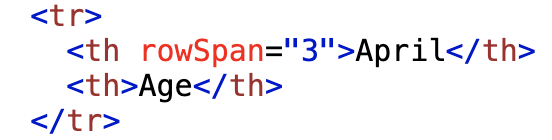 <tr>
<th rowSpan="3">April</th>
<th>Age</th>
</tr>